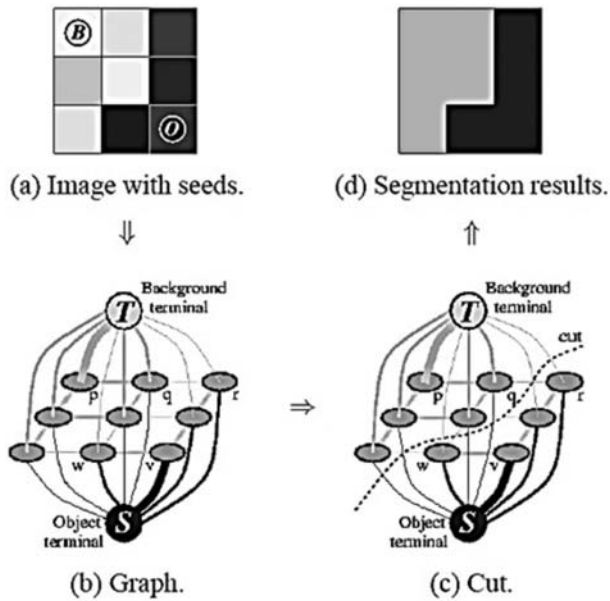 B
O
(a) Image with seeds.
(d) Segmentation results.
Background
terminal
T
p
q
r
w
v
S
Object
terminal
(b) Graph.
Background
terminal
T
cut
p
q
r
w
v
S
Object
terminal
(c) Cut.